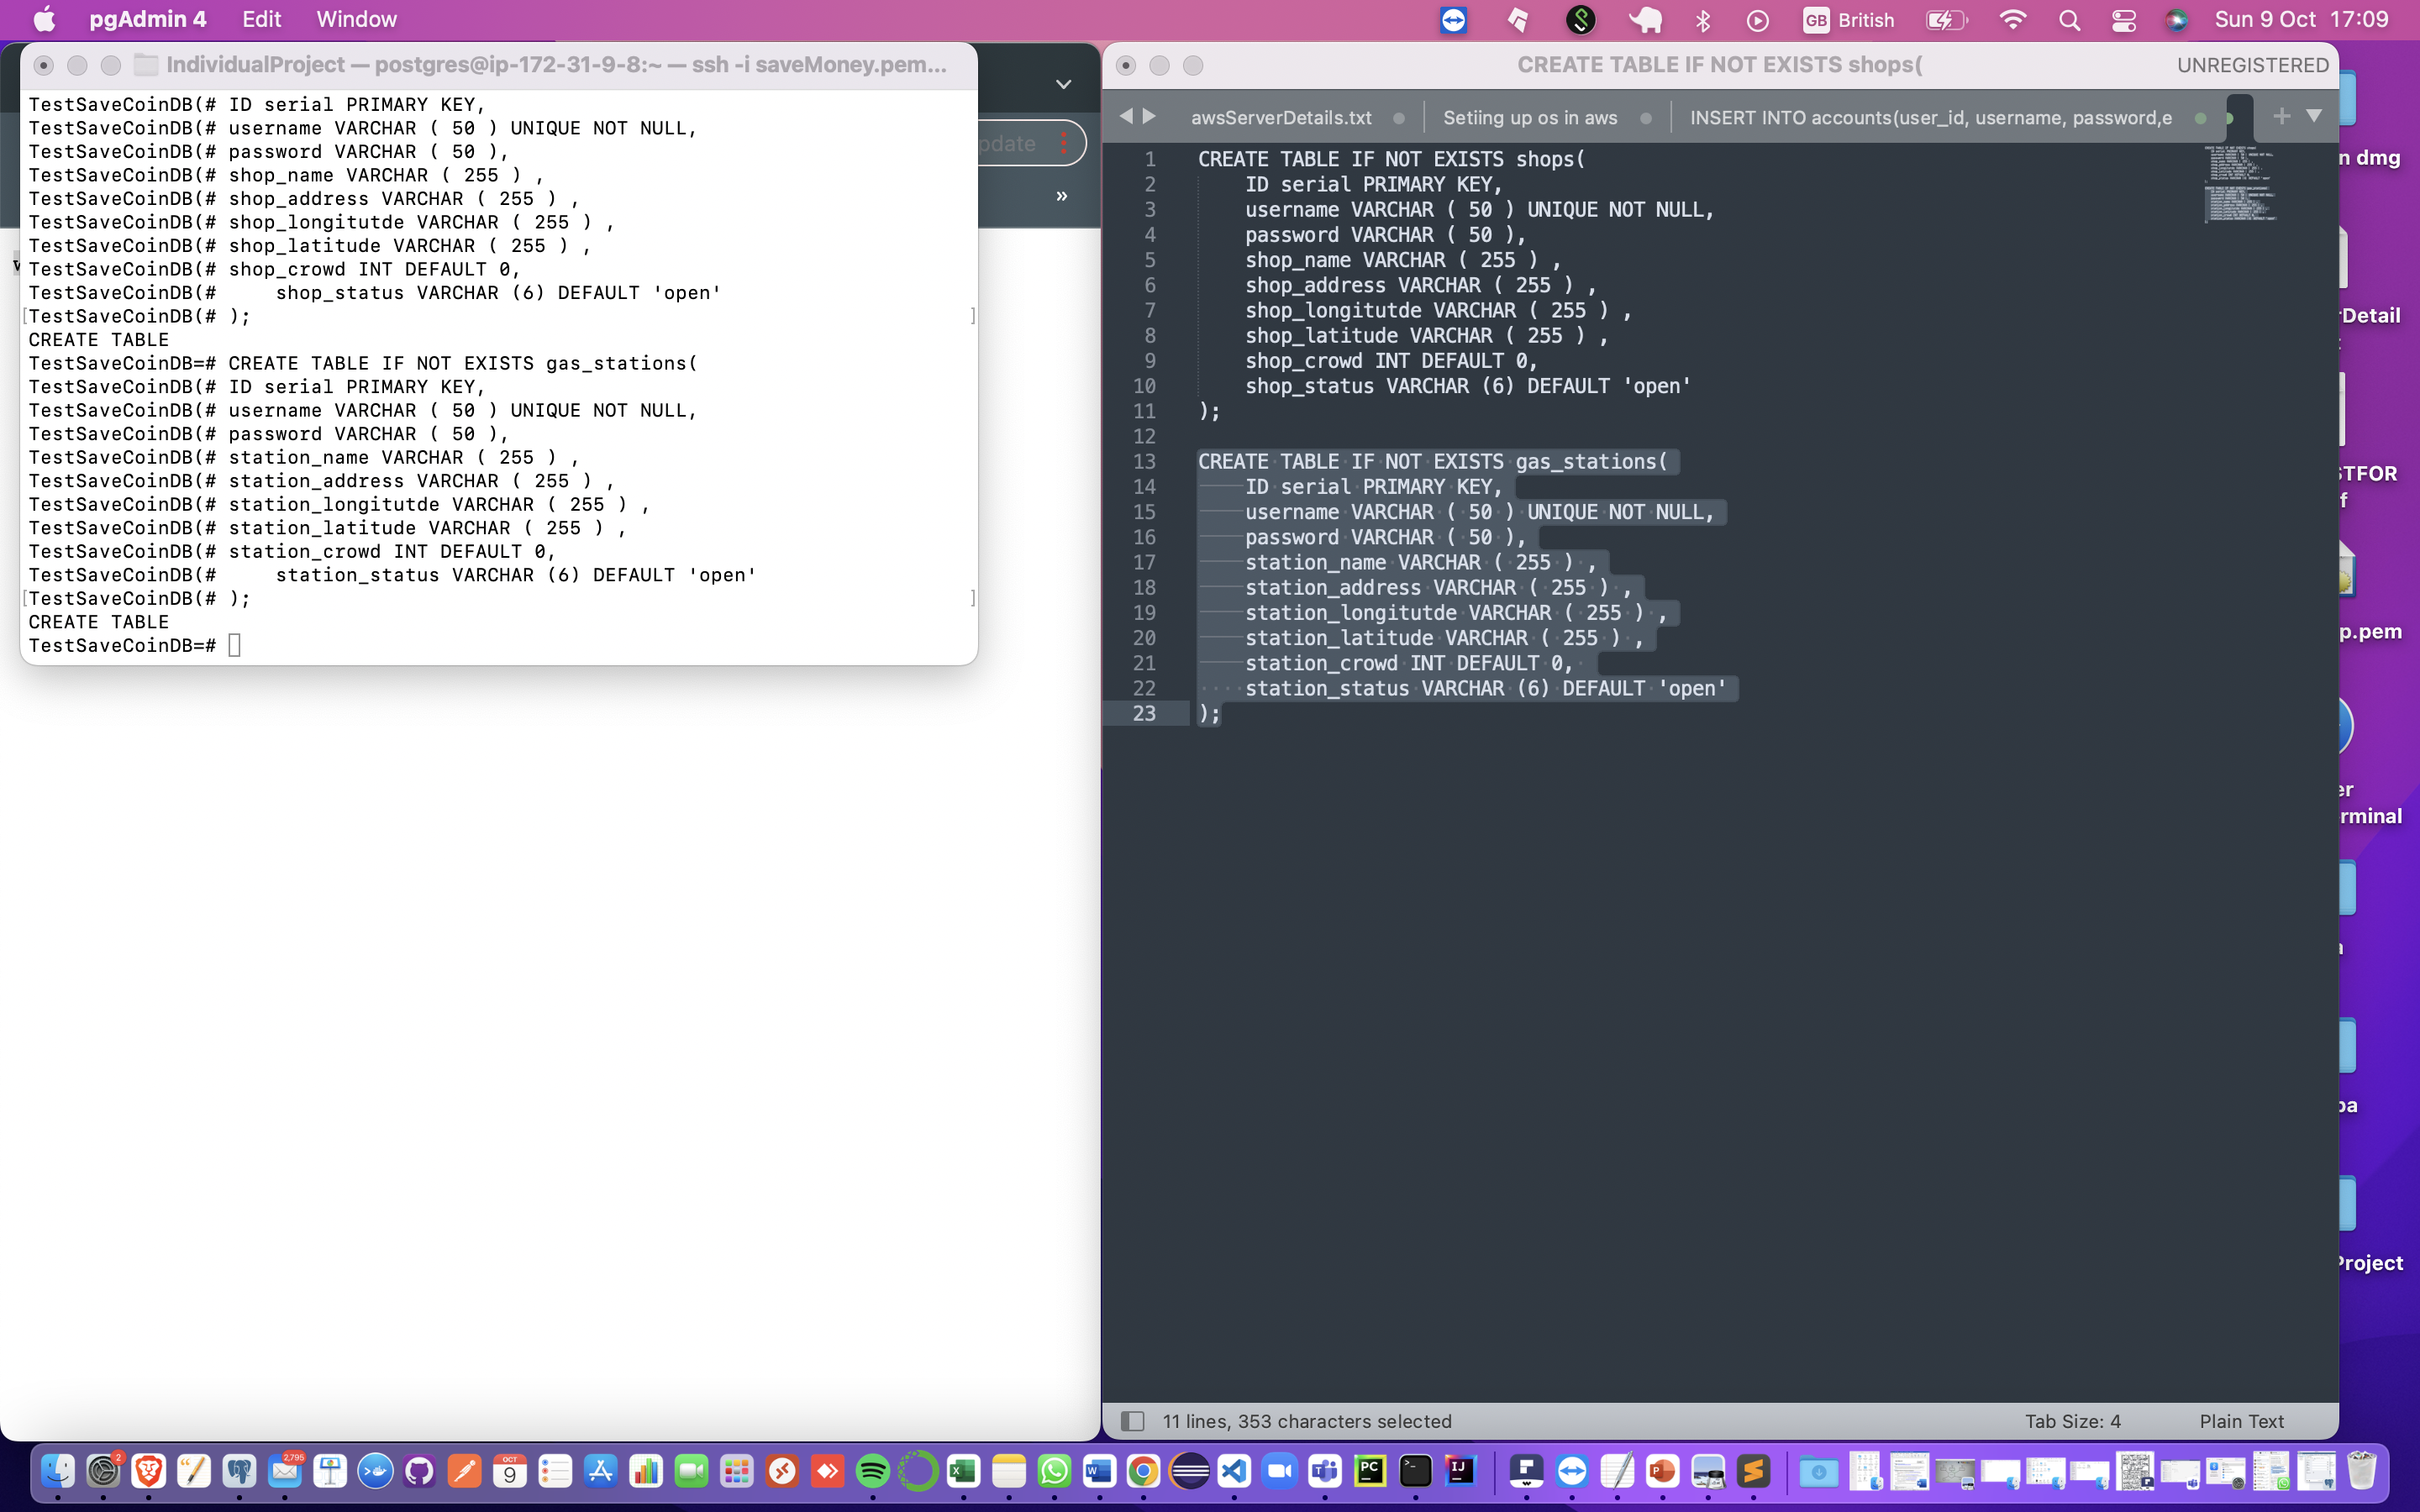 pgAdmin 4 Edit Window
GB British Sun 9 Oct 17:09
IndividualProject — postgres@ip-172-31-9-8:~ — ssh -i saveMoney.pem...
TestSaveCoinDB(# ID serial PRIMARY KEY,
TestSaveCoinDB(# username VARCHAR ( 50 ) UNIQUE NOT NULL,
TestSaveCoinDB(# password VARCHAR ( 50 ),
TestSaveCoinDB(# shop_name VARCHAR ( 255 ) ,
TestSaveCoinDB(# shop_address VARCHAR ( 255 ) ,
TestSaveCoinDB(# shop_longitutde VARCHAR ( 255 ) ,
TestSaveCoinDB(# shop_latitude VARCHAR ( 255 ) ,
TestSaveCoinDB(# shop_crowd INT DEFAULT 0,
TestSaveCoinDB(#     shop_status VARCHAR (6) DEFAULT 'open'
[TestSaveCoinDB(# ); ]
CREATE TABLE
TestSaveCoinDB=# CREATE TABLE IF NOT EXISTS gas_stations(
TestSaveCoinDB(# ID serial PRIMARY KEY,
TestSaveCoinDB(# username VARCHAR ( 50 ) UNIQUE NOT NULL,
TestSaveCoinDB(# password VARCHAR ( 50 ),
TestSaveCoinDB(# station_name VARCHAR ( 255 ) ,
TestSaveCoinDB(# station_address VARCHAR ( 255 ) ,
TestSaveCoinDB(# station_longitutde VARCHAR ( 255 ) ,
TestSaveCoinDB(# station_latitude VARCHAR ( 255 ) ,
TestSaveCoinDB(# station_crowd INT DEFAULT 0,
TestSaveCoinDB(#     station_status VARCHAR (6) DEFAULT 'open'
[TestSaveCoinDB(# ); ]
CREATE TABLE
TestSaveCoinDB=#
pdate
»
CREATE TABLE IF NOT EXISTS shops( UNREGISTERED
awsServerDetails.txt Setiing up os in aws INSERT INTO accounts(user_id, username, password,e
1 CREATE TABLE IF NOT EXISTS shops(
2     ID serial PRIMARY KEY,
3     username VARCHAR ( 50 ) UNIQUE NOT NULL,
4     password VARCHAR ( 50 ),
5     shop_name VARCHAR ( 255 ) ,
6     shop_address VARCHAR ( 255 ) ,
7     shop_longitutde VARCHAR ( 255 ) ,
8     shop_latitude VARCHAR ( 255 ) ,
9     shop_crowd INT DEFAULT 0,
10     shop_status VARCHAR (6) DEFAULT 'open'
11 );
12
13 CREATE TABLE IF NOT EXISTS gas_stations(
14     ID serial PRIMARY KEY,
15     username VARCHAR ( 50 ) UNIQUE NOT NULL,
16     password VARCHAR ( 50 ),
17     station_name VARCHAR ( 255 ) ,
18     station_address VARCHAR ( 255 ) ,
19     station_longitutde VARCHAR ( 255 ) ,
20     station_latitude VARCHAR ( 255 ) ,
21     station_crowd INT DEFAULT 0,
22     station_status VARCHAR (6) DEFAULT 'open'
23 );
11 lines, 353 characters selected Tab Size: 4 Plain Text
n dmg
rDetail
STFOR
f
p.pem
er
erminal
a
pa
Project
2
2,795
OCT
9
PC
IJ